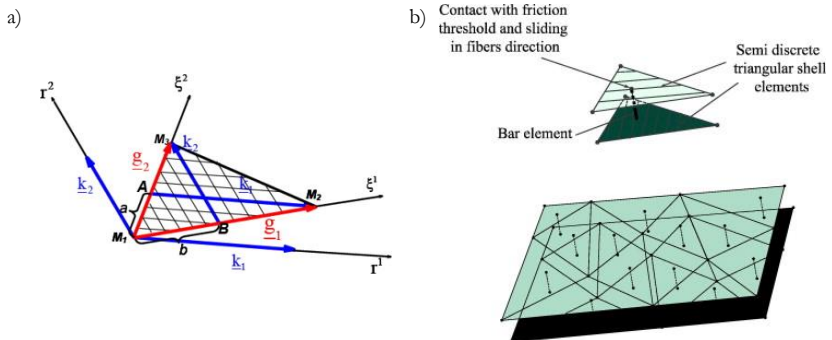 a)
r²
ξ²
M₃
k₂
g₂
k₂
A
k₁
M₂
ξ¹
a
M₁
B
g₁
b
k₁
r¹
b)
Contact with friction
threshold and sliding
in fibers direction
Semi discrete
triangular shell
elements
Bar element